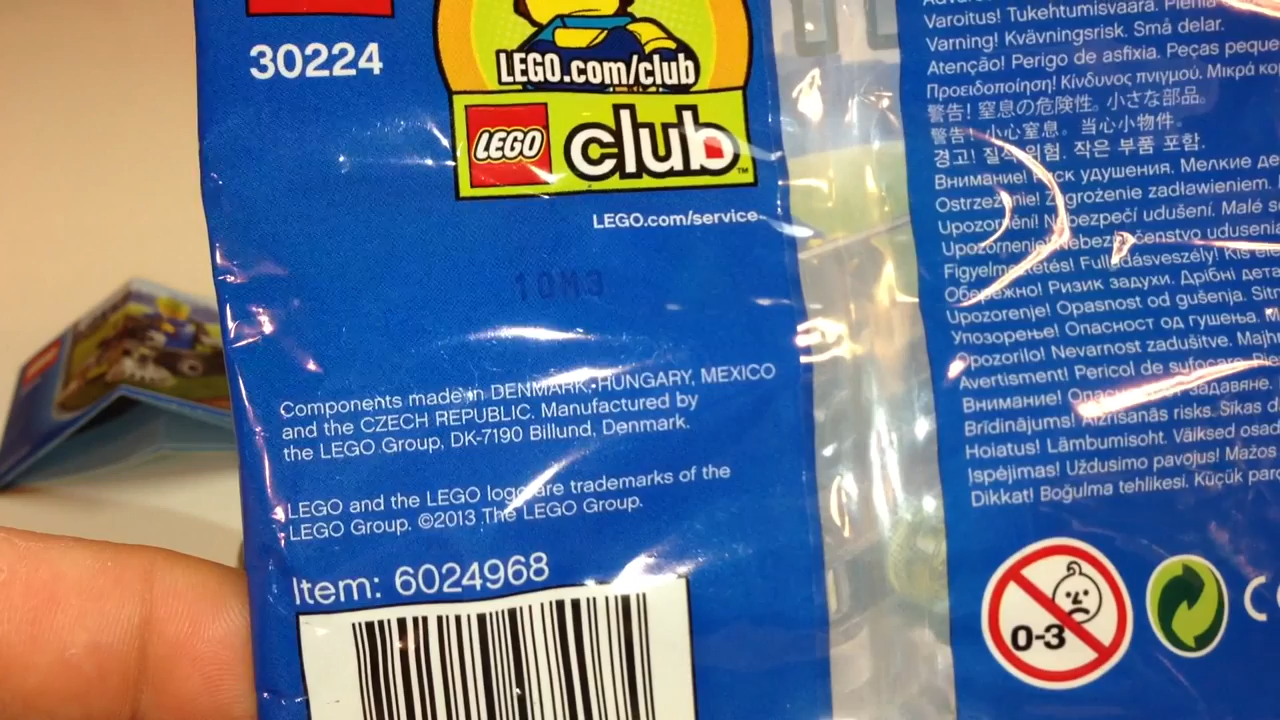 30224
LEGO.com/club
LEGO club™
LEGO.com/service
10M3
Components made in DENMARK, HUNGARY, MEXICO
and the CZECH REPUBLIC. Manufactured by
the LEGO Group, DK-7190 Billund, Denmark.
LEGO and the LEGO logo are trademarks of the
LEGO Group. ©2013 The LEGO Group.
Item: 6024968
Varoitus! Tukehtumisvaara. Pieniä
Varning! Kvävningsrisk. Små delar.
Atenção! Perigo de asfixia. Peças peque
Προειδοποίηση! Κίνδυνος πνιγμού. Μικρά κο
警告! 窒息の危険性。小さな部品。
警告! 小心窒息。当心小物件。
경고! 질식 위험. 작은 부품 포함.
Внимание! Риск удушения. Мелкие де
Ostrzeżenie! Zagrożenie zadławieniem.
Upozornění! Nebezpečí udušení. Malé s
Upozornenie! Nebezpečenstvo udusenia
Figyelmeztetés! Fulladásveszély! Kis ele
Обережно! Ризик задухи. Дрібні дета
Upozorenje! Opasnost od gušenja. Sitn
Упозорење! Опасност од гушења. М
Opozorilo! Nevarnost zadušitve. Majh
Avertisment! Pericol de sufocare. Pie
Внимание! Опасност задавяне.
Brīdinājums! Aizrīšanās risks. Sīkas d
Hoiatus! Lämbumisoht. Väiksed osad
Įspėjimas! Uždusimo pavojus! Mažos
Dikkat! Boğulma tehlikesi. Küçük parç
0-3